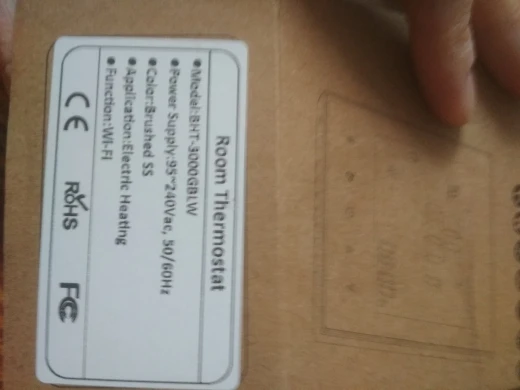 Room Thermostat
●Model:BHT-3000GBLW
●Power Supply:95~240Vac, 50/60Hz
●Color:Brushed SS
●Application:Electric Heating
●Function:Wi-Fi
CE RoHS FC